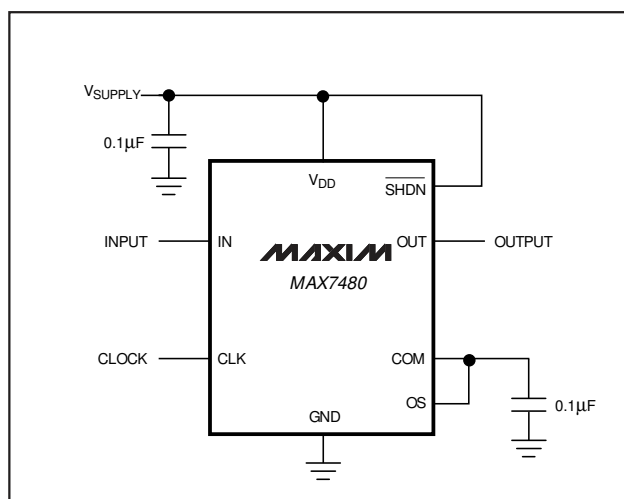 VSUPPLY
0.1µF
VDD
SHDN
INPUT
IN
MAXIM
OUT
OUTPUT
MAX7480
CLOCK
CLK
COM
OS
0.1µF
GND